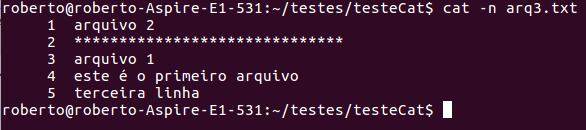 roberto@roberto-Aspire-E1-531:~/testes/testeCat$ cat -n arq3.txt
1 arquivo 2
2 ******************************
3 arquivo 1
4 este é o primeiro arquivo
5 terceira linha
roberto@roberto-Aspire-E1-531:~/testes/testeCat$